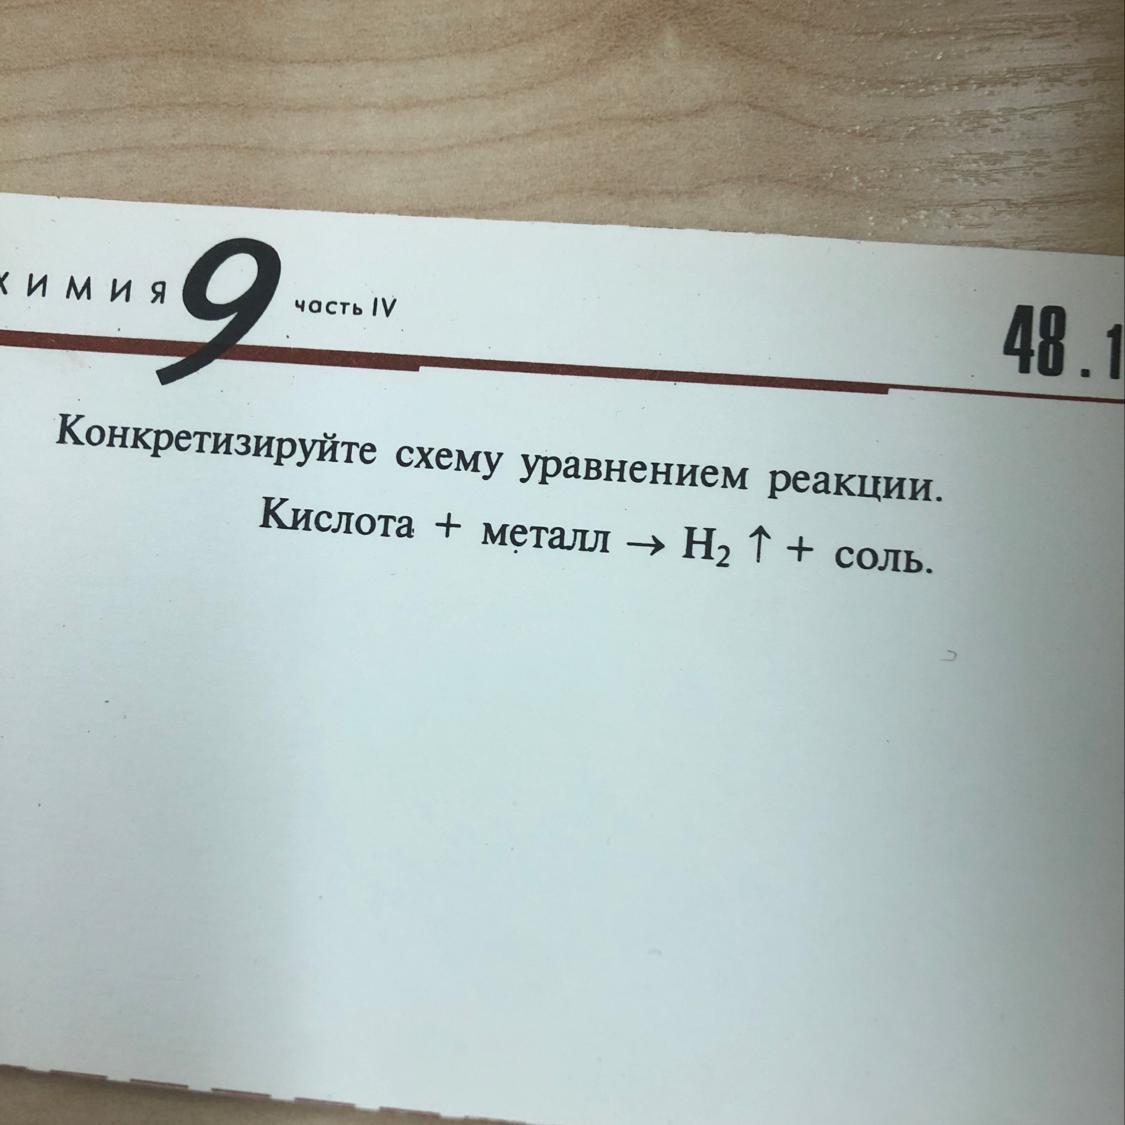 ХИМИЯ 9 часть IV
48.1
Конкретизируйте схему уравнением реакции.
Кислота + металл → H₂ ↑ + соль.